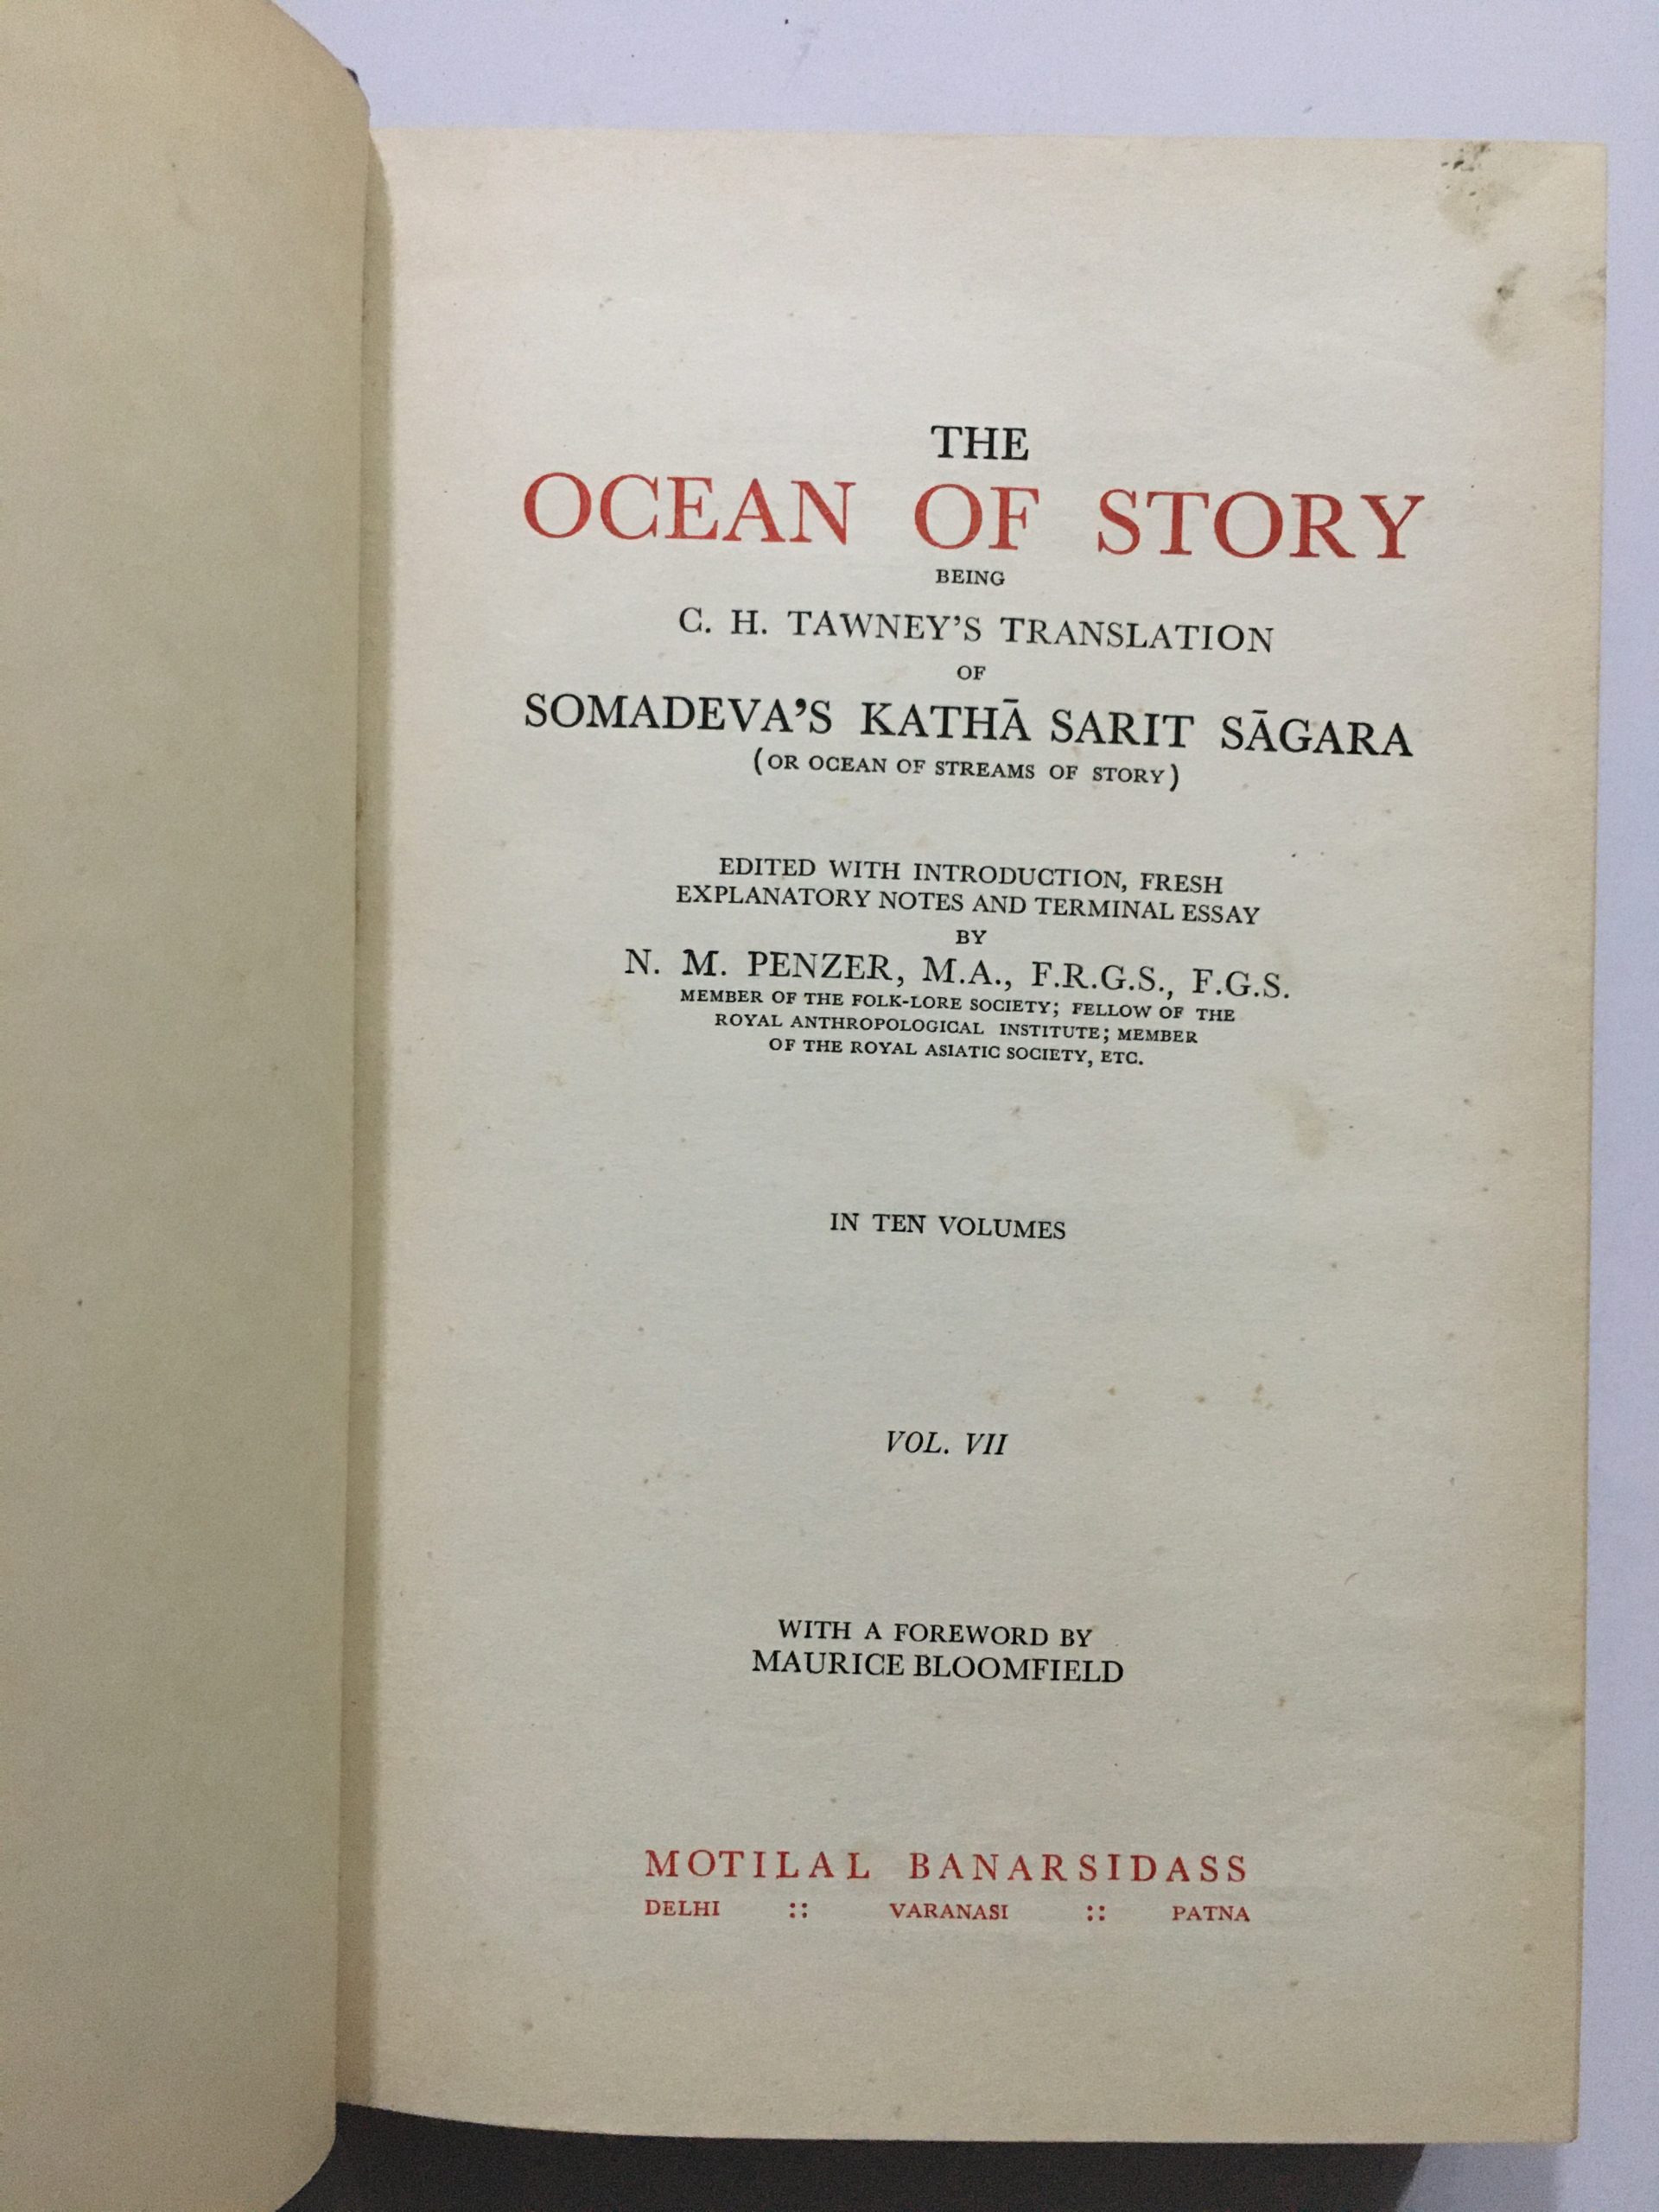 THE
OCEAN OF STORY
BEING
C. H. TAWNEY'S TRANSLATION
OF
SOMADEVA'S KATHĀ SARIT SĀGARA
(OR OCEAN OF STREAMS OF STORY)
EDITED WITH INTRODUCTION, FRESH
EXPLANATORY NOTES AND TERMINAL ESSAY
BY
N. M. PENZER, M.A., F.R.G.S., F.G.S.
MEMBER OF THE FOLK-LORE SOCIETY; FELLOW OF THE
ROYAL ANTHROPOLOGICAL INSTITUTE; MEMBER
OF THE ROYAL ASIATIC SOCIETY, ETC.
IN TEN VOLUMES
VOL. VII
WITH A FOREWORD BY
MAURICE BLOOMFIELD
MOTILAL BANARSIDASS
DELHI :: VARANASI :: PATNA